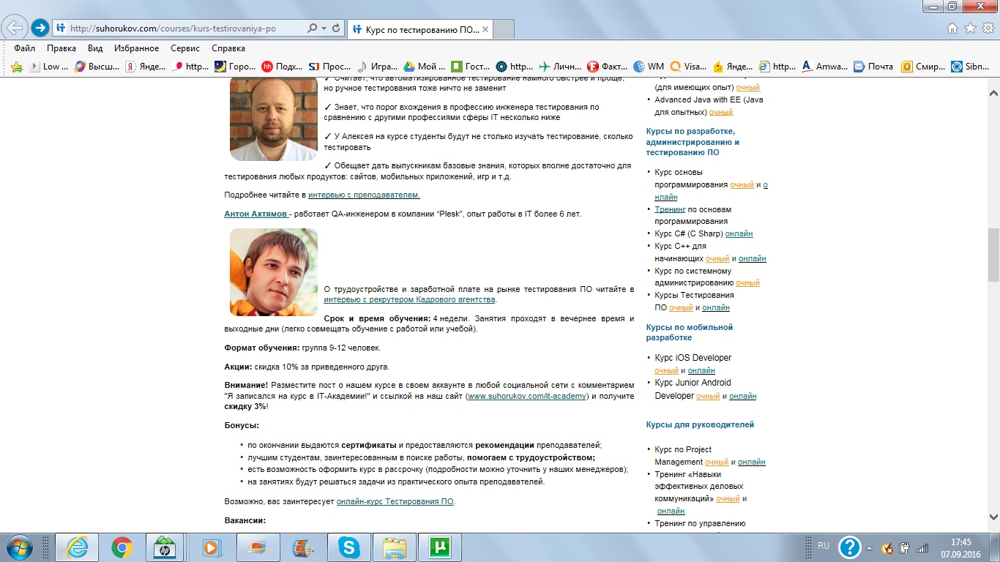 http://suhorukov.com/courses/kurs-testirovaniya-po
Курс по тестированию ПО...
Файл Правка Вид Избранное Сервис Справка
Low ... Высш... Янде... http... Горо... Подх... Прос... Игра... Мой ... Гост... http... Личн... Факт... WM Visa... Янде... http... Amwa... Почта Смир... Sibn...
✓ Считает, что автоматизированное тестирование намного быстрее и проще,
но ручное тестирования тоже ничто не заменит
✓ Знает, что порог вхождения в профессию инженера тестирования по
сравнению с другими профессиями сферы IT несколько ниже
✓ У Алексея на курсе студенты будут не столько изучать тестирование, сколько
тестировать
✓ Обещает дать выпускникам базовые знания, которых вполне достаточно для
тестирования любых продуктов: сайтов, мобильных приложений, игр и т.д.
Подробнее читайте в интервью с преподавателем.
Антон Ахтямов - работает QA-инженером в компании “Plesk”, опыт работы в IT более 6 лет.
О трудоустройстве и заработной плате на рынке тестирования ПО читайте в
интервью с рекрутером Кадрового агентства.
Срок и время обучения: 4 недели. Занятия проходят в вечернее время и
выходные дни (легко совмещать обучение с работой или учебой).
Формат обучения: группа 9-12 человек.
Акции: скидка 10% за приведенного друга.
Внимание! Разместите пост о нашем курсе в своем аккаунте в любой социальной сети с комментарием
"Я записался на курс в IT-Академии!" и ссылкой на наш сайт (www.suhorukov.com/it-academy) и получите
скидку 3%!
Бонусы:
• по окончании выдаются сертификаты и предоставляются рекомендации преподавателей;
• лучшим студентам, заинтересованным в поиске работы, помогаем с трудоустройством;
• есть возможность оформить курс в рассрочку (подробности можно уточнить у наших менеджеров);
• на занятиях будут решаться задачи из практического опыта преподавателей.
Возможно, вас заинтересует онлайн-курс Тестирования ПО.
Вакансии:
(для имеющих опыт) очный
• Advanced Java with EE (Java
для опытных) очный
Курсы по разработке,
администрированию и
тестированию ПО
• Курс основы
программирования очный и о
нлайн
• Тренинг по основам
программирования
• Курс C# (C Sharp) онлайн
• Курс C++ для
начинающих очный и онлайн
• Курс по системному
администрированию очный
• Курсы Тестирования
ПО очный и онлайн
Курсы по мобильной
разработке
• Курс iOS Developer
очный и онлайн
• Курс Junior Android
Developer очный и онлайн
Курсы для руководителей
• Курс по Project
Management очный и онлайн
• Тренинг «Навыки
эффективных деловых
коммуникаций» очный и
онлайн
• Тренинг по управлению
RU
17:45
07.09.2016